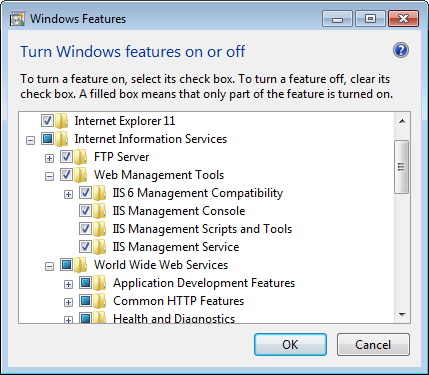 Windows Features
Turn Windows features on or off
To turn a feature on, select its check box. To turn a feature off, clear its
check box. A filled box means that only part of the feature is turned on.
Internet Explorer 11
Internet Information Services
FTP Server
Web Management Tools
IIS 6 Management Compatibility
IIS Management Console
IIS Management Scripts and Tools
IIS Management Service
World Wide Web Services
Application Development Features
Common HTTP Features
Health and Diagnostics
OK
Cancel